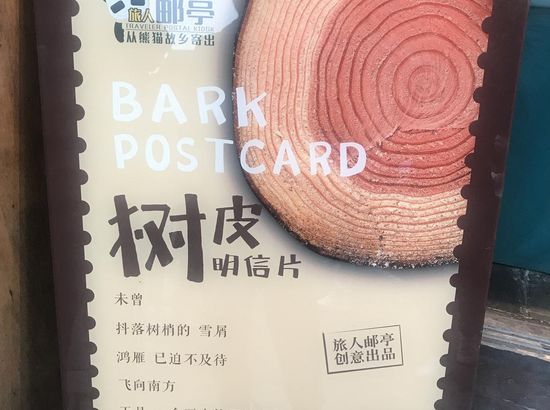 旅人邮亭
TRAVELER POSTAL KIOSK
从熊猫故乡寄出
BARK
POSTCARD
树皮
明信片
未曾
抖落树梢的 雪屑
鸿雁 已迫不及待
飞向南方
旅人邮亭
创意出品